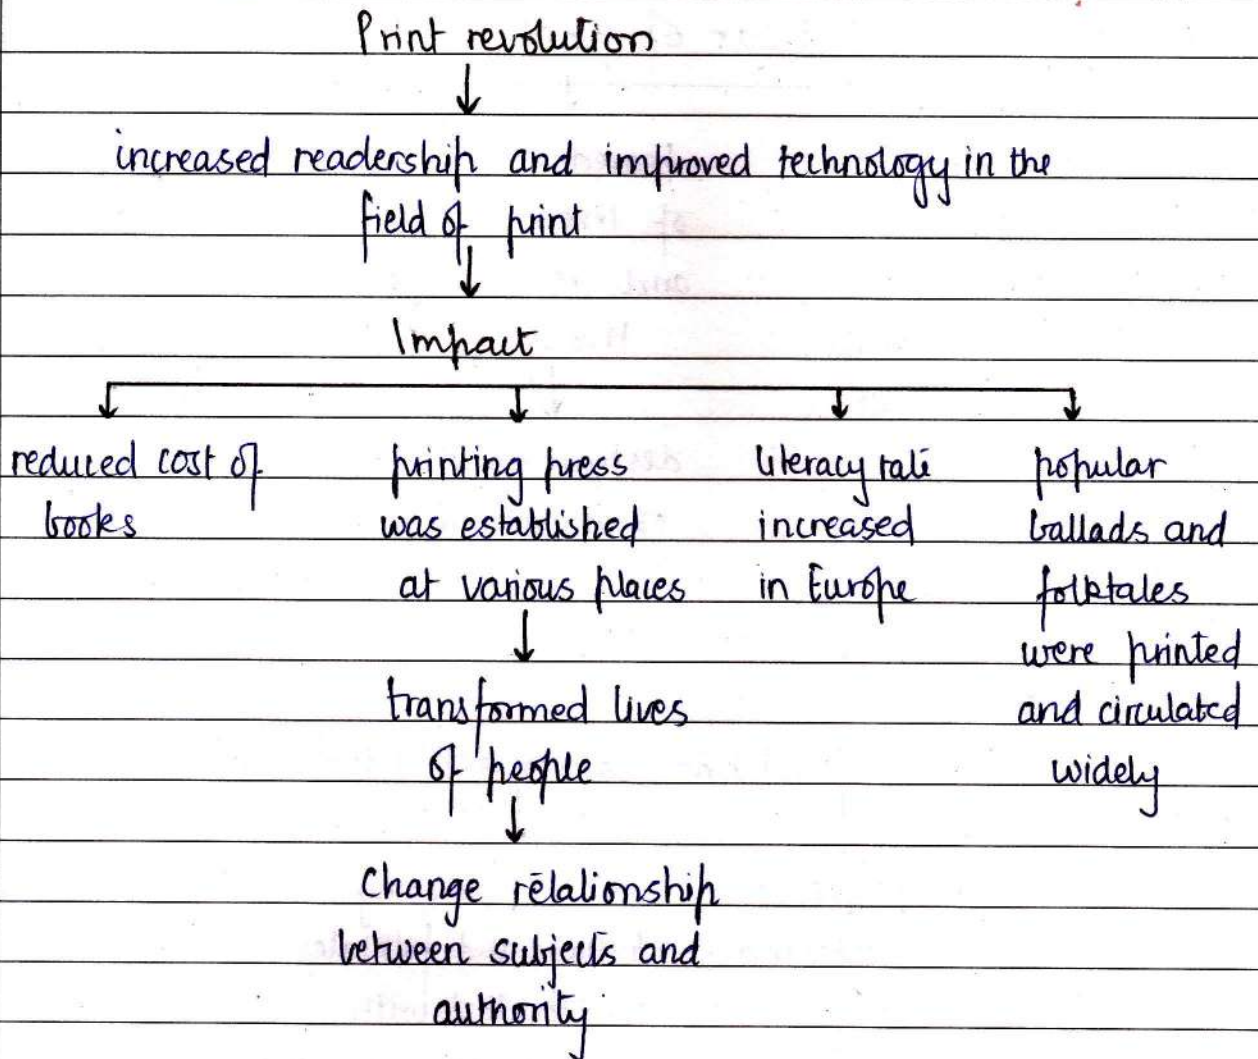 Print revolution
increased readership and improved technology in the
field of print
Impact
reduced cost of
books
printing press
was established
at various places
transformed lives
of people
Change relationship
between subjects and
authority
literacy rate
increased
in Europe
popular
ballads and
folktales
were printed
and circulated
widely